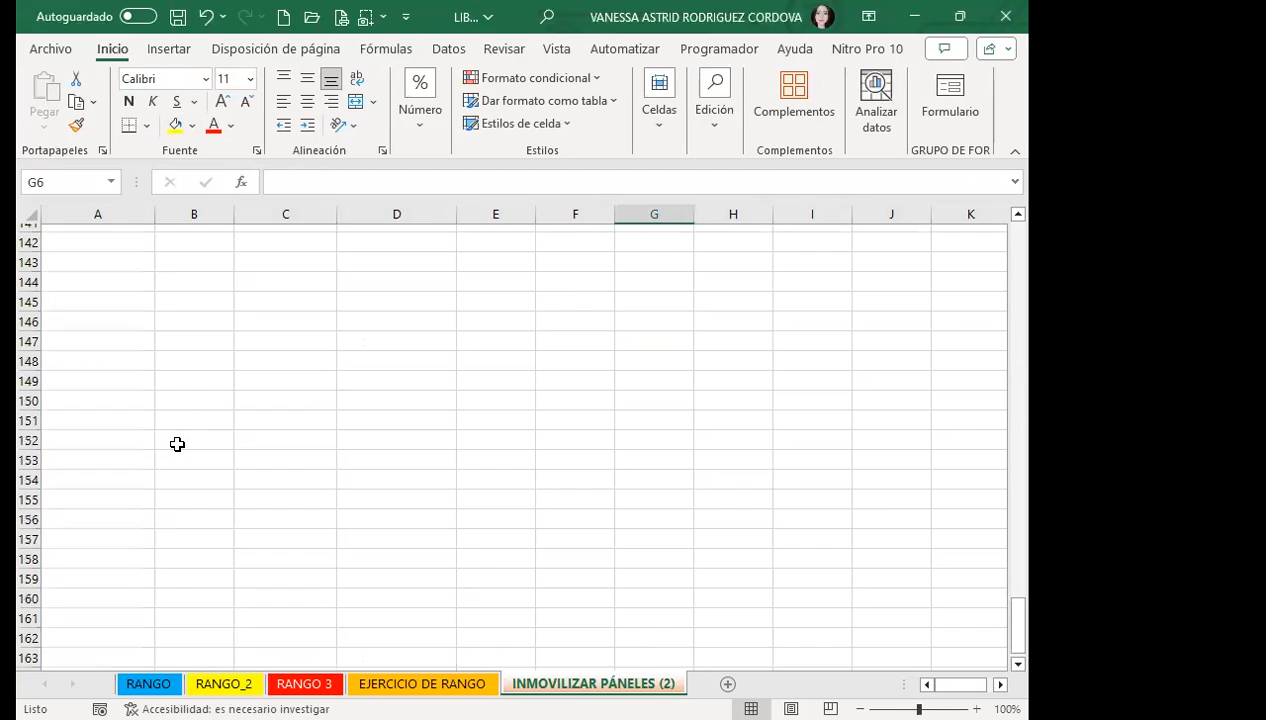 Autoguardado LIB... VANESSA ASTRID RODRIGUEZ CORDOVA
Archivo Inicio Insertar Disposición de página Fórmulas Datos Revisar Vista Automatizar Programador Ayuda Nitro Pro 10
Pegar
Calibri 11
N K S
Número
Formato condicional
Dar formato como tabla
Estilos de celda
Celdas
Edición
Complementos
Analizar datos
Formulario
Portapapeles Fuente Alineación Estilos Complementos GRUPO DE FOR
G6
A B C D E F G H I J K
141
142
143
144
145
146
147
148
149
150
151
152
153
154
155
156
157
158
159
160
161
162
163
RANGO RANGO_2 RANGO 3 EJERCICIO DE RANGO INMOVILIZAR PÁNELES (2)
Listo Accesibilidad: es necesario investigar 100%